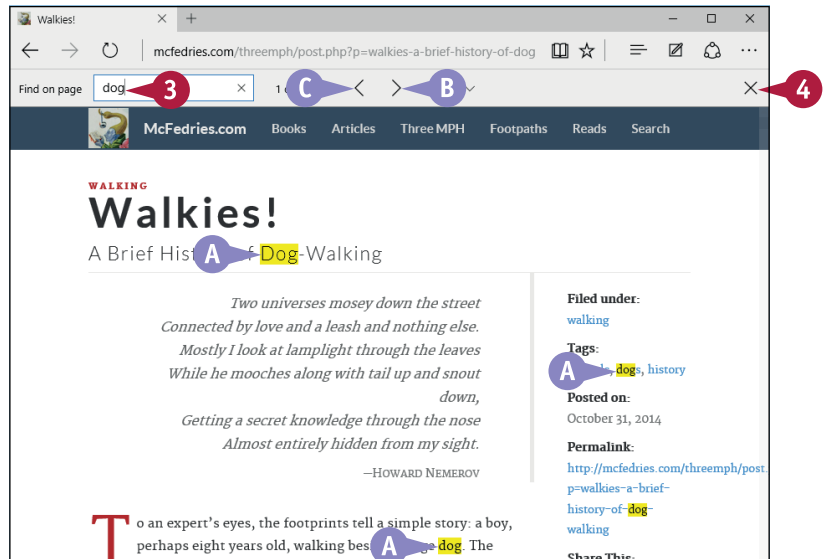 Walkies!
mcfedries.com/threemph/post.php?p=walkies-a-brief-history-of-dog
Find on page dog 3 1 C B 4
McFedries.com Books Articles Three MPH Footpaths Reads Search
WALKING
Walkies!
A Brief A Dog-Walking
Two universes mosey down the street
Connected by love and a leash and nothing else.
Mostly I look at lamplight through the leaves
While he mooches along with tail up and snout
down,
Getting a secret knowledge through the nose
Almost entirely hidden from my sight.
—HOWARD NEMEROV
To an expert's eyes, the footprints tell a simple story: a boy,
perhaps eight years old, walking A dog. The
Filed under:
walking
Tags:
A dogs, history
Posted on:
October 31, 2014
Permalink:
http://mcfedries.com/threemph/post.
p=walkies-a-brief-
history-of-dog-
walking
Share This: